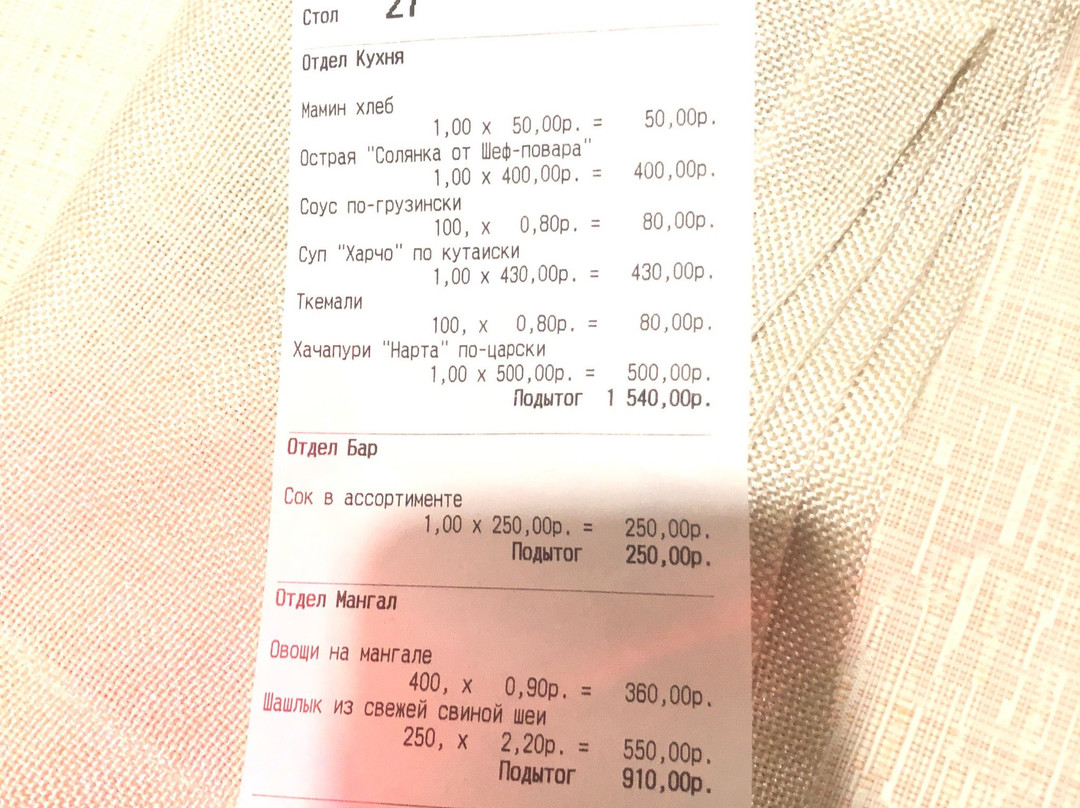 Стол 27
Отдел Кухня
Мамин хлеб
1,00 x 50,00р. = 50,00р.
Острая "Солянка от Шеф-повара"
1,00 x 400,00р. = 400,00р.
Соус по-грузински
100, x 0,80р. = 80,00р.
Суп "Харчо" по кутаиски
1,00 x 430,00р. = 430,00р.
Ткемали
100, x 0,80р. = 80,00р.
Хачапури "Нарта" по-царски
1,00 x 500,00р. = 500,00р.
Подытог 1 540,00р.
Отдел Бар
Сок в ассортименте
1,00 x 250,00р. = 250,00р.
Подытог 250,00р.
Отдел Мангал
Овощи на мангале
400, x 0,90р. = 360,00р.
Шашлык из свежей свиной шеи
250, x 2,20р. = 550,00р.
Подытог 910,00р.